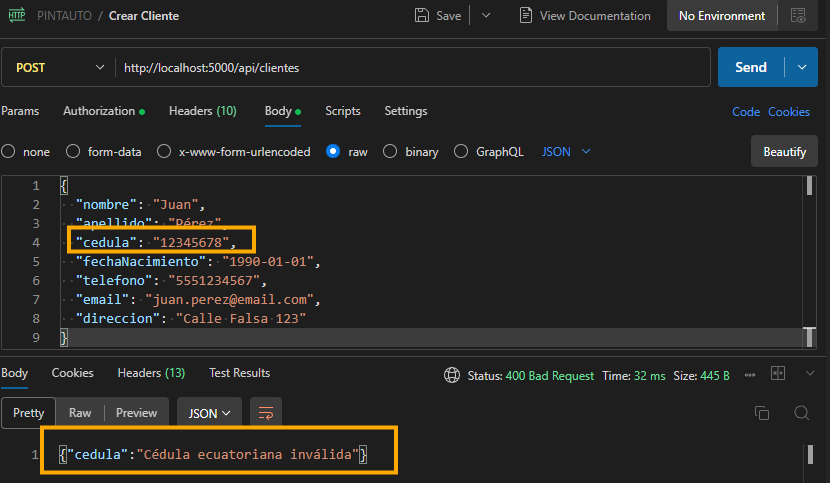 HTTP PINTAUTO / Crear Cliente Save View Documentation No Environment
POST http://localhost:5000/api/clientes Send
Params Authorization Headers (10) Body Scripts Settings Code Cookies
none form-data x-www-form-urlencoded raw binary GraphQL JSON Beautify
1 {
2 "nombre": "Juan",
3 "apellido": "Pérez",
4 "cedula": "12345678",
5 "fechaNacimiento": "1990-01-01",
6 "telefono": "5551234567",
7 "email": "juan.perez@email.com",
8 "direccion": "Calle Falsa 123"
9 }
Body Cookies Headers (13) Test Results Status: 400 Bad Request Time: 32 ms Size: 445 B
Pretty Raw Preview JSON
1 {"cedula":"Cédula ecuatoriana inválida"}